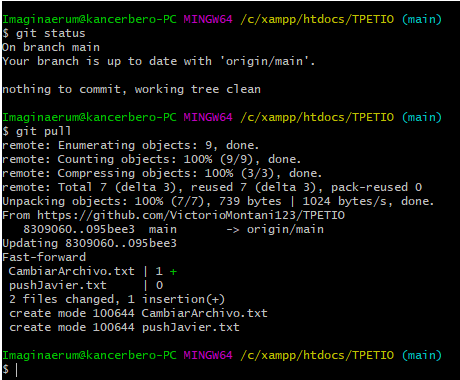 Imaginaerum@kancerbero-PC MINGW64 /c/xampp/htdocs/TPETIO (main)
$ git status
On branch main
Your branch is up to date with 'origin/main'.
nothing to commit, working tree clean
Imaginaerum@kancerbero-PC MINGW64 /c/xampp/htdocs/TPETIO (main)
$ git pull
remote: Enumerating objects: 9, done.
remote: Counting objects: 100% (9/9), done.
remote: Compressing objects: 100% (3/3), done.
remote: Total 7 (delta 3), reused 7 (delta 3), pack-reused 0
Unpacking objects: 100% (7/7), 739 bytes | 1024 bytes/s, done.
From https://github.com/VictorioMontani123/TPETIO
   8309060..095bee3  main       -> origin/main
Updating 8309060..095bee3
Fast-forward
 CambiarArchivo.txt | 1 +
 pushJavier.txt     | 0
 2 files changed, 1 insertion(+)
 create mode 100644 CambiarArchivo.txt
 create mode 100644 pushJavier.txt
Imaginaerum@kancerbero-PC MINGW64 /c/xampp/htdocs/TPETIO (main)
$